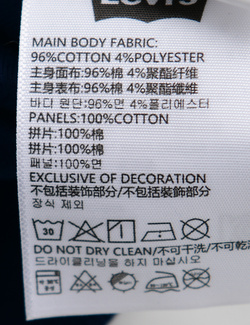 Levi's
MAIN BODY FABRIC:
96%COTTON 4%POLYESTER
主身面布:96%棉 4%聚酯纤维
主身表布:96%棉 4%聚酯纖維
바디 원단:96%면 4%폴리에스터
PANELS:100%COTTON
拼片:100%棉
拼片:100%棉
패널:100%면
EXCLUSIVE OF DECORATION
不包括装饰部分/不包括裝飾部分
장식 제외
30
DO NOT DRY CLEAN/不可干洗/不可乾
드라이클리닝을 하지 마십시오